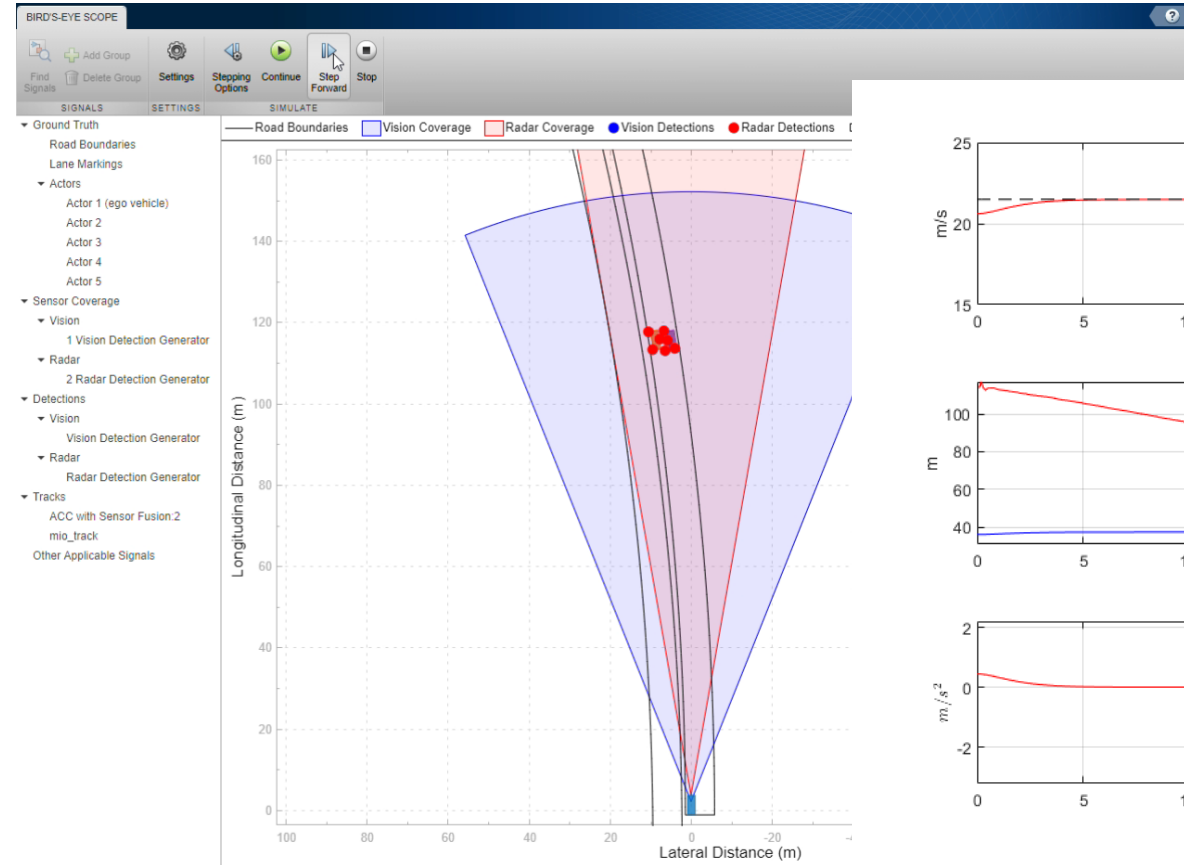 BIRD'S-EYE SCOPE
?
Find Signals
Add Group
Delete Group
Settings
Stepping Options
Continue
Step Forward
Stop
SIGNALS
SETTINGS
SIMULATE
Ground Truth
Road Boundaries
Lane Markings
Actors
Actor 1 (ego vehicle)
Actor 2
Actor 3
Actor 4
Actor 5
Sensor Coverage
Vision
1 Vision Detection Generator
Radar
2 Radar Detection Generator
Detections
Vision
Vision Detection Generator
Radar
Radar Detection Generator
Tracks
ACC with Sensor Fusion:2
mio_track
Other Applicable Signals
Road Boundaries Vision Coverage Radar Coverage Vision Detections Radar Detections
160
140
120
100
80
60
40
20
0
Longitudinal Distance (m)
100 80 60 40 20 0 -20
Lateral Distance (m)
25
20
15
m/s
0 5
100
80
60
40
m
0 5
2
0
-2
m/s²
0 5